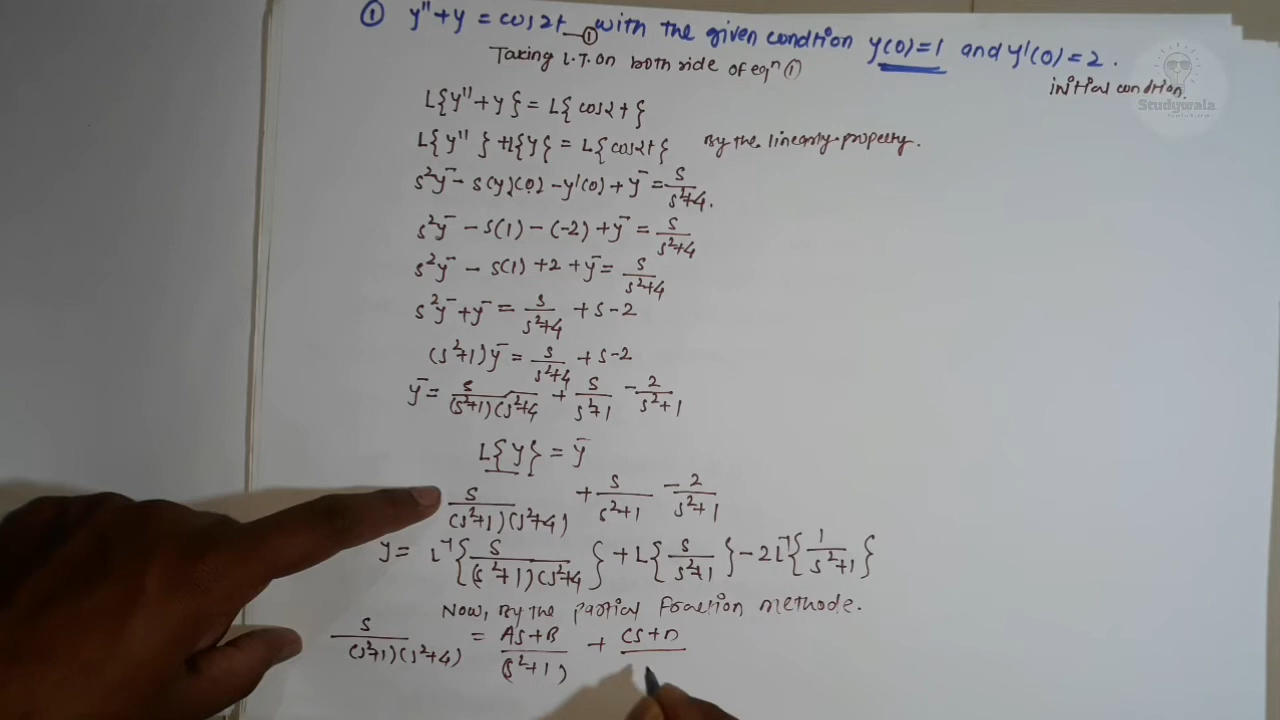 ① y''+y = cos2t —① with the given condtion y(0)=1 and y'(0)=2.
Taking L.T. on both side of eqⁿ ①
initial condtion.
Studywala
L{y''+y} = L{cos2t}
L{y''} + L{y} = L{cos2t} By the linearly property.
s²ȳ - s(y)(0) - y'(0) + ȳ = s/s²+4.
s²ȳ - s(1) - (-2) + ȳ = s/s²+4
s²ȳ - s(1) + 2 + ȳ = s/s²+4
s²ȳ + ȳ = s/s²+4 + s-2
(s²+1)ȳ = s/s²+4 + s-2
ȳ = s/(s²+1)(s²+4 + s/s²+1 - 2/s²+1
L{y} = ȳ
s/(s²+1)(s²+4) + s/s²+1 - 2/s²+1
y = L⁻¹{s/(s²+1)(s²+4} + L{s/s²+1} - 2L⁻¹{1/s²+1}
Now, By the partial fraction methode.
s/(s²+1)(s²+4) = As+B/(s²+1) + Cs+D